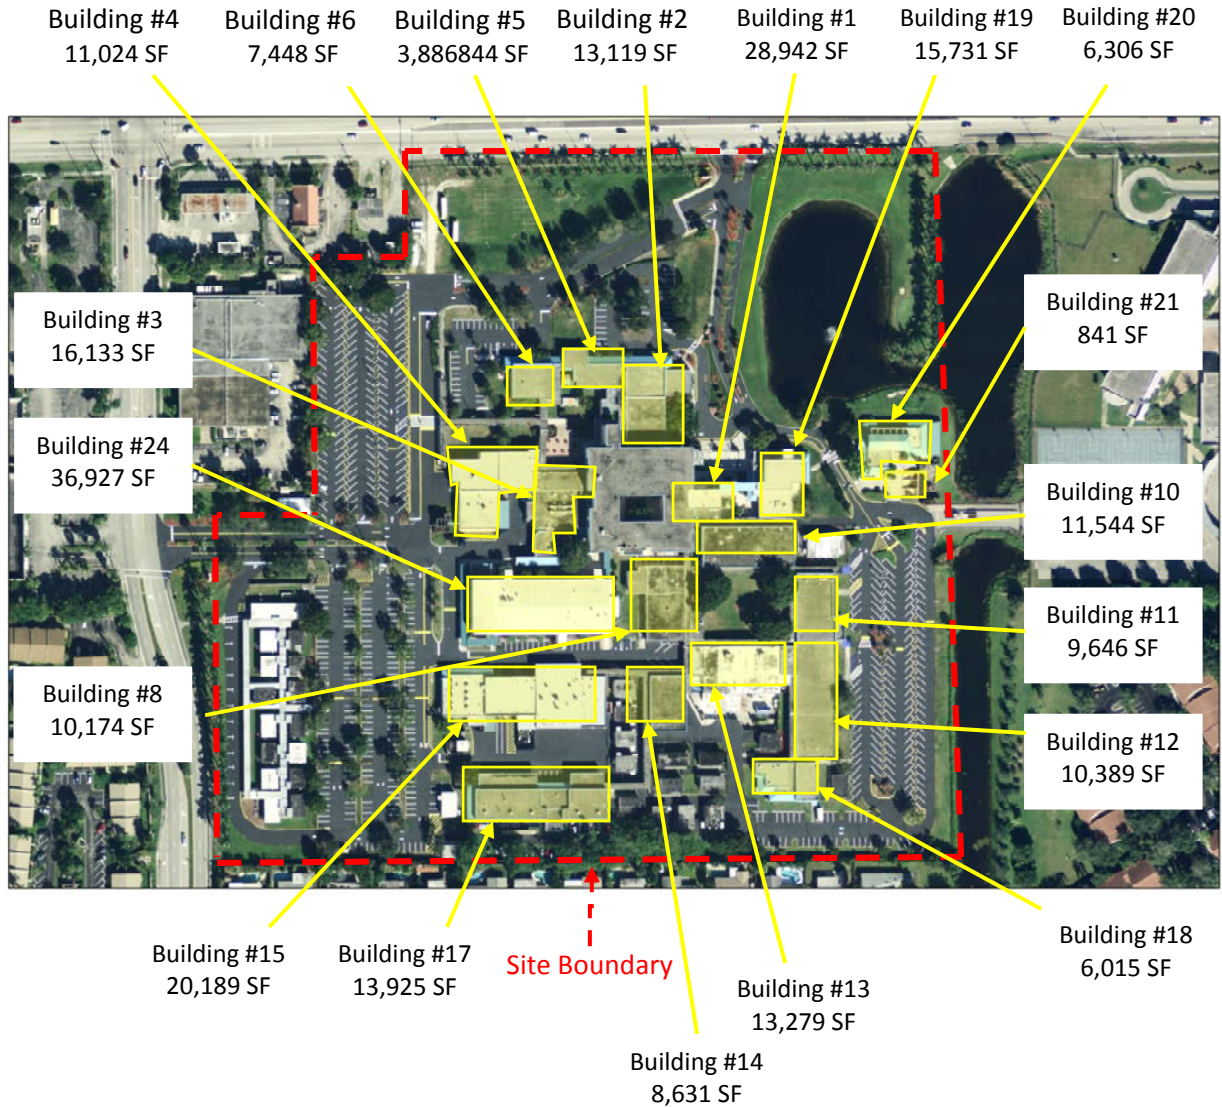 Building #4
11,024 SF
Building #6
7,448 SF
Building #5
3,886844 SF
Building #2
13,119 SF
Building #1
28,942 SF
Building #19
15,731 SF
Building #20
6,306 SF
Building #3
16,133 SF
Building #21
841 SF
Building #24
36,927 SF
Building #10
11,544 SF
Building #11
9,646 SF
Building #8
10,174 SF
Building #12
10,389 SF
Building #15
20,189 SF
Building #17
13,925 SF
Site Boundary
Building #18
6,015 SF
Building #13
13,279 SF
Building #14
8,631 SF